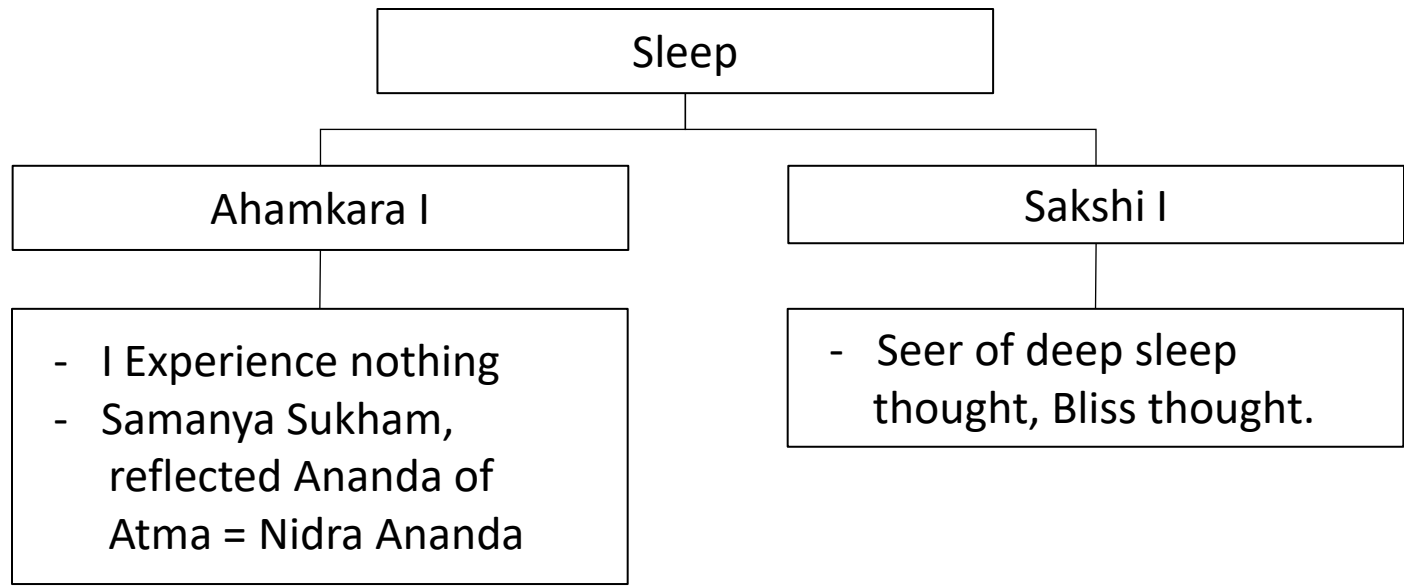 Sleep
Ahamkara I
Sakshi I
- I Experience nothing
- Samanya Sukham,
reflected Ananda of
Atma = Nidra Ananda
- Seer of deep sleep
thought, Bliss thought.